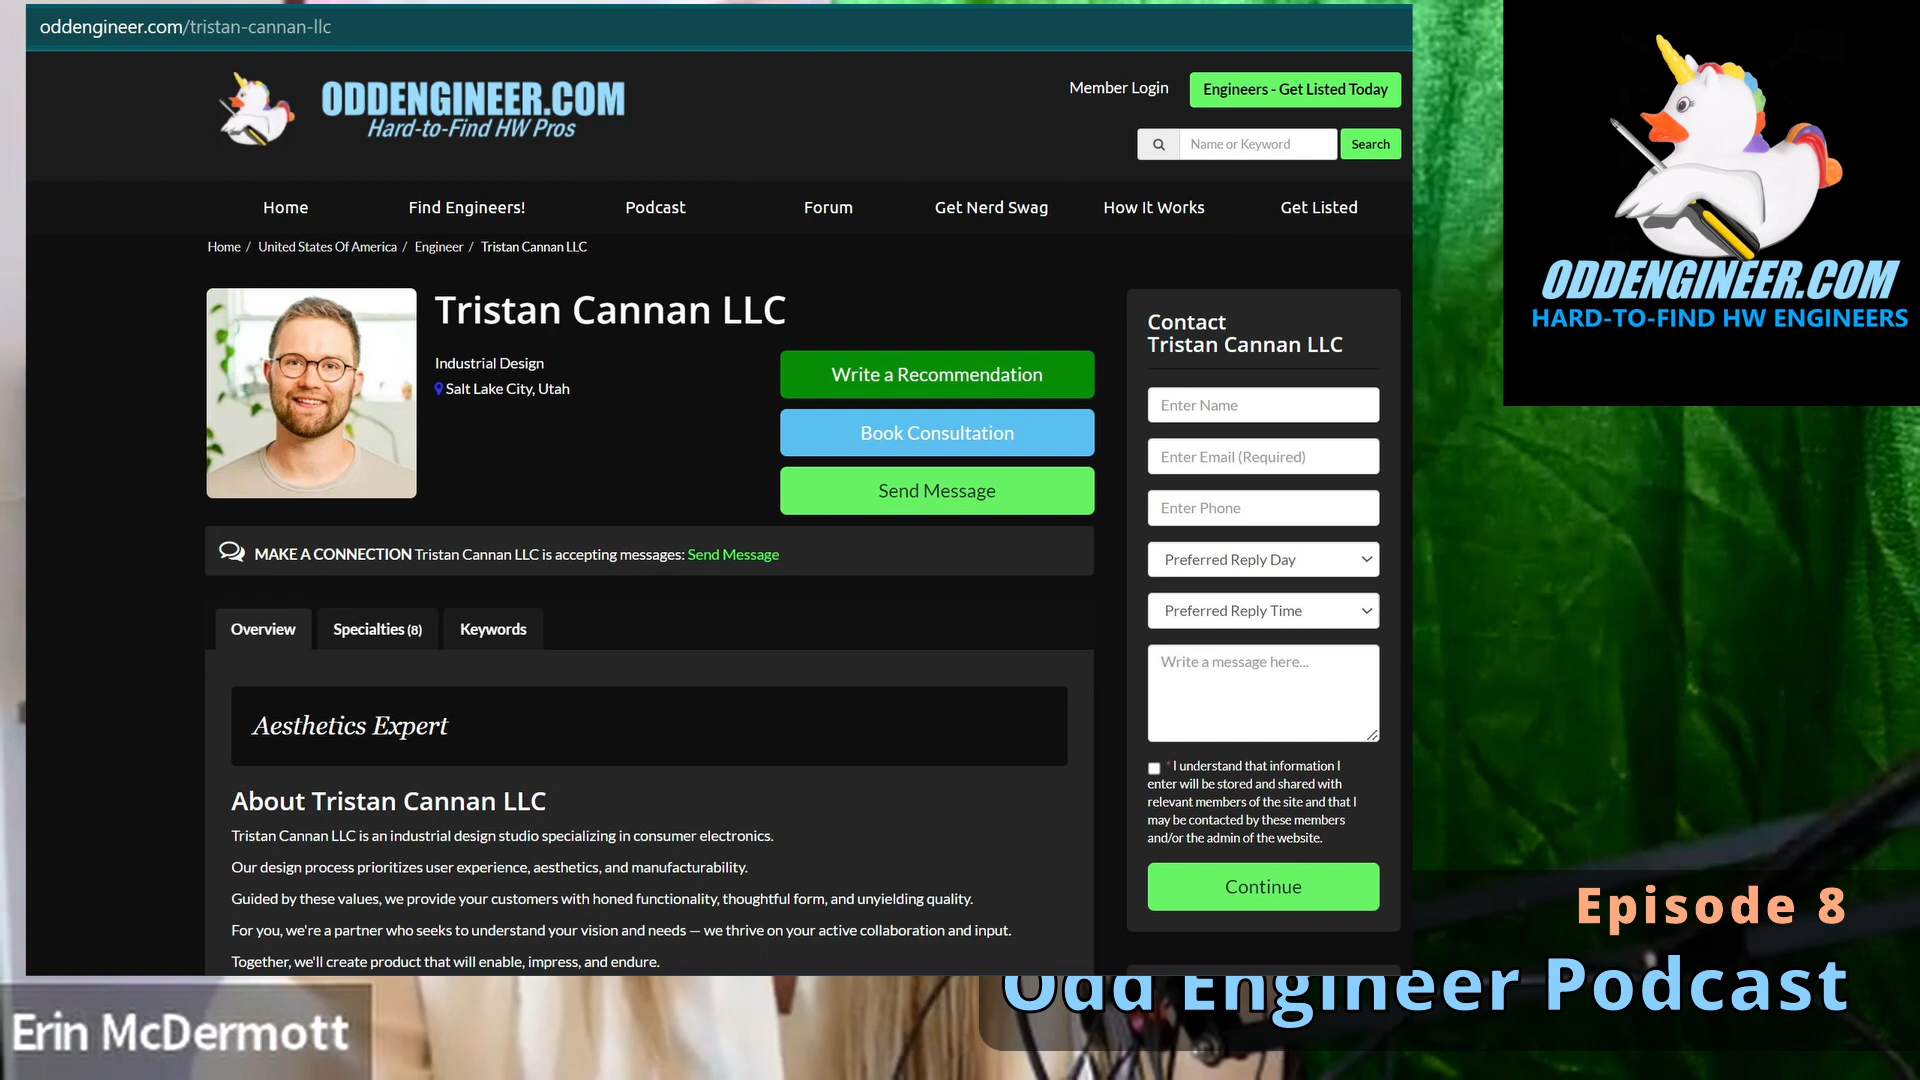 oddengineer.com/tristan-cannan-llc
ODDENGINEER.COM
Hard-to-Find HW Pros
Member Login
Engineers - Get Listed Today
Name or Keyword
Search
Home
Find Engineers!
Podcast
Forum
Get Nerd Swag
How It Works
Get Listed
Home / United States Of America / Engineer / Tristan Cannan LLC
Tristan Cannan LLC
Industrial Design
Salt Lake City, Utah
Write a Recommendation
Book Consultation
Send Message
MAKE A CONNECTION Tristan Cannan LLC is accepting messages: Send Message
Overview
Specialties (8)
Keywords
Aesthetics Expert
About Tristan Cannan LLC
Tristan Cannan LLC is an industrial design studio specializing in consumer electronics.
Our design process prioritizes user experience, aesthetics, and manufacturability.
Guided by these values, we provide your customers with honed functionality, thoughtful form, and unyielding quality.
For you, we're a partner who seeks to understand your vision and needs — we thrive on your active collaboration and input.
Together, we'll create product that will enable, impress, and endure.
Contact
Tristan Cannan LLC
Enter Name
Enter Email (Required)
Enter Phone
Preferred Reply Day
Preferred Reply Time
Write a message here...
* I understand that information I
enter will be stored and shared with
relevant members of the site and that I
may be contacted by these members
and/or the admin of the website.
Continue
ODDENGINEER.COM
HARD-TO-FIND HW ENGINEERS
Episode 8
Odd Engineer Podcast
Erin McDermott